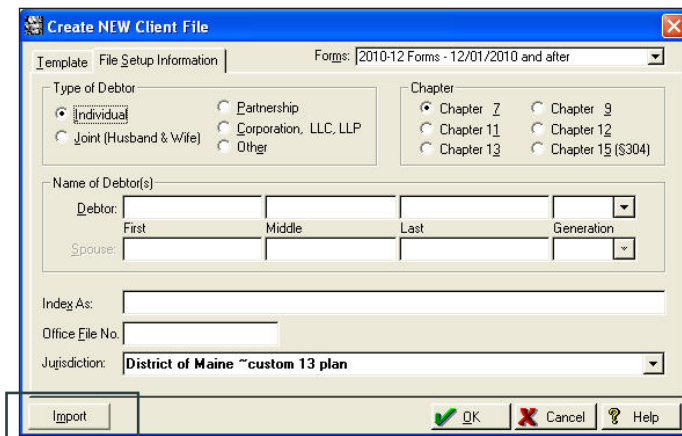 Create NEW Client File
Template File Setup Information Forms: 2010-12 Forms - 12/01/2010 and after
Type of Debtor Chapter
Individual Partnership Chapter 7 Chapter 9
Joint (Husband & Wife) Corporation, LLC, LLP Chapter 11 Chapter 12
Other Chapter 13 Chapter 15 (§304)
Name of Debtor(s)
Debtor:
First Middle Last Generation
Spouse:
Index As:
Office File No.
Jurisdiction: District of Maine ~custom 13 plan
Import OK Cancel Help